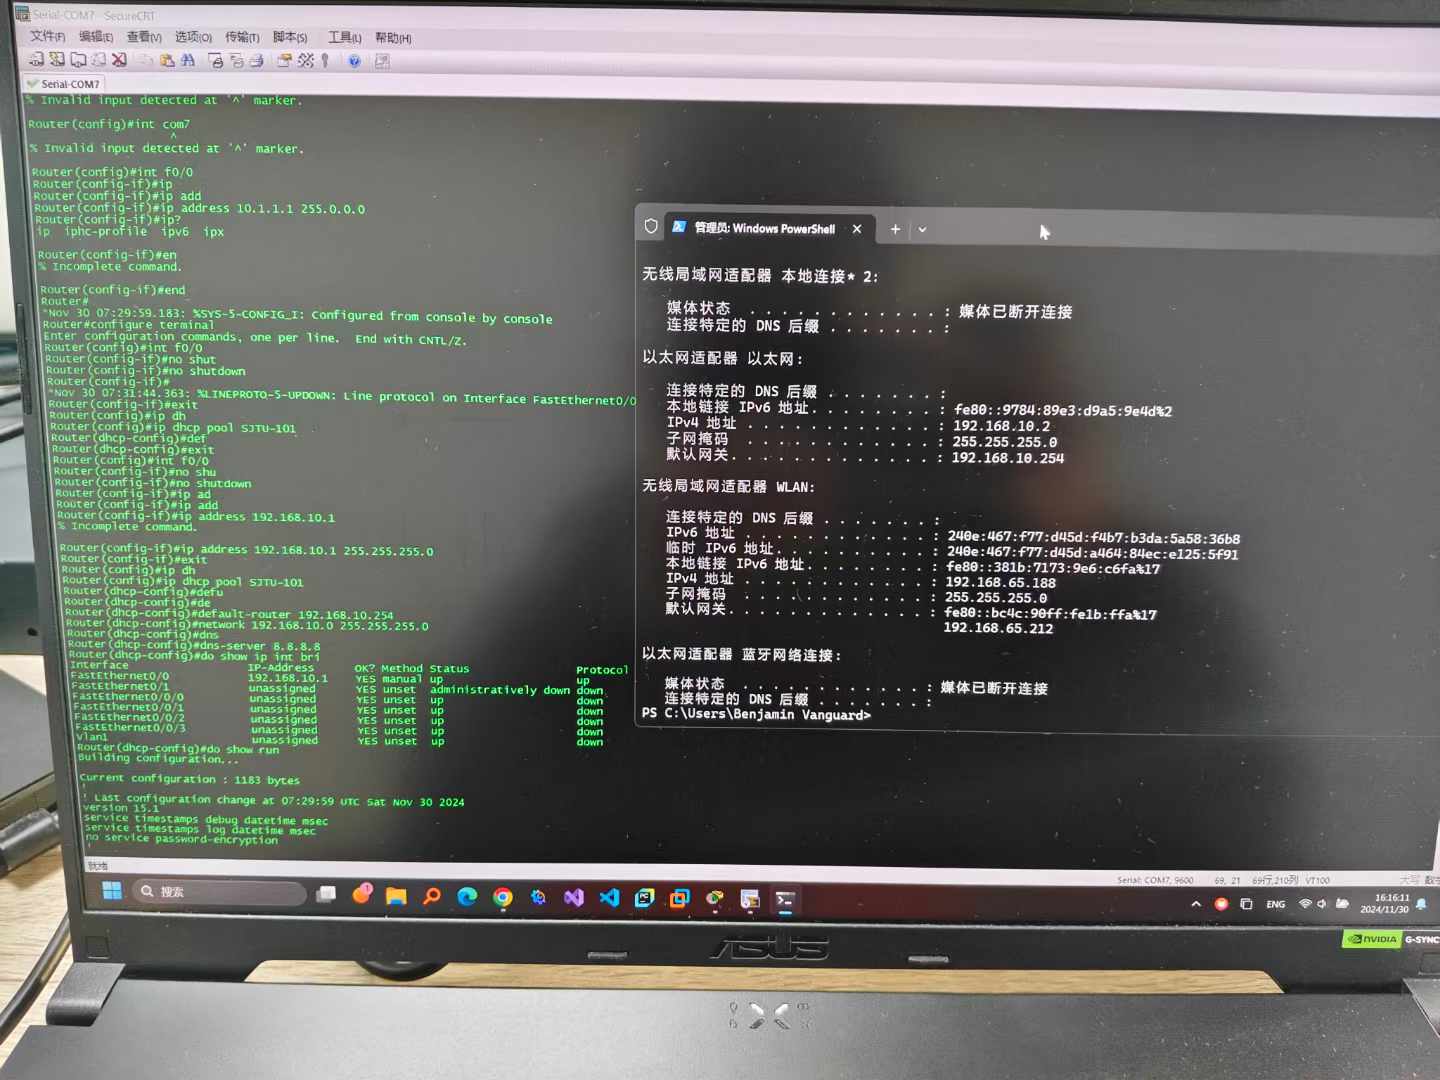 Serial-COM7 - SecureCRT
文件(F) 编辑(E) 查看(V) 选项(O) 传输(T) 脚本(S) 工具(L) 帮助(H)
Serial-COM7
% Invalid input detected at '^' marker.
Router(config)#int com7
^
% Invalid input detected at '^' marker.
Router(config)#int f0/0
Router(config-if)#ip
Router(config-if)#ip add
Router(config-if)#ip address 10.1.1.1 255.0.0.0
Router(config-if)#ip?
ip iphc-profile ipv6 ipx
Router(config-if)#en
% Incomplete command.
Router(config-if)#end
Router#
*Nov 30 07:29:59.183: %SYS-5-CONFIG_I: Configured from console by console
Router#configure terminal
Enter configuration commands, one per line. End with CNTL/Z.
Router(config)#int f0/0
Router(config-if)#no shut
Router(config-if)#no shutdown
Router(config-if)#
*Nov 30 07:31:44.363: %LINEPROTO-5-UPDOWN: Line protocol on Interface FastEthernet0/0
Router(config-if)#exit
Router(config)#ip dh
Router(config)#ip dhcp pool SJTU-101
Router(dhcp-config)#def
Router(dhcp-config)#exit
Router(config)#int f0/0
Router(config-if)#no shu
Router(config-if)#no shutdown
Router(config-if)#ip ad
Router(config-if)#ip add
Router(config-if)#ip address 192.168.10.1
% Incomplete command.
Router(config-if)#ip address 192.168.10.1 255.255.255.0
Router(config-if)#exit
Router(config)#ip dh
Router(config)#ip dhcp pool SJTU-101
Router(dhcp-config)#defu
Router(dhcp-config)#de
Router(dhcp-config)#default-router 192.168.10.254
Router(dhcp-config)#network 192.168.10.0 255.255.255.0
Router(dhcp-config)#dns
Router(dhcp-config)#dns-server 8.8.8.8
Router(dhcp-config)#do show ip int bri
Interface IP-Address OK? Method Status Protocol
FastEthernet0/0 192.168.10.1 YES manual up up
FastEthernet0/1 unassigned YES unset administratively down down
FastEthernet0/0/0 unassigned YES unset up down
FastEthernet0/0/1 unassigned YES unset up down
FastEthernet0/0/2 unassigned YES unset up down
FastEthernet0/0/3 unassigned YES unset up down
Vlan1 unassigned YES unset up down
Router(dhcp-config)#do show run
Building configuration...
Current configuration : 1183 bytes
!
! Last configuration change at 07:29:59 UTC Sat Nov 30 2024
version 15.1
service timestamps debug datetime msec
service timestamps log datetime msec
no service password-encryption
!
就绪
Serial: COM7, 9600 69, 21 69行,210列 VT100 大写 数字
管理员: Windows PowerShell
无线局域网适配器 本地连接* 2:
媒体状态 . . . . . . . . . . . . : 媒体已断开连接
连接特定的 DNS 后缀 . . . . . . . :
以太网适配器 以太网:
连接特定的 DNS 后缀 . . . . . . . :
本地链接 IPv6 地址. . . . . . . . : fe80::9784:89e3:d9a5:9e4d%2
IPv4 地址 . . . . . . . . . . . . : 192.168.10.2
子网掩码 . . . . . . . . . . . . : 255.255.255.0
默认网关. . . . . . . . . . . . . : 192.168.10.254
无线局域网适配器 WLAN:
连接特定的 DNS 后缀 . . . . . . . :
IPv6 地址 . . . . . . . . . . . . : 240e:467:f77:d45d:f4b7:b3da:5a58:36b8
临时 IPv6 地址. . . . . . . . . . : 240e:467:f77:d45d:a464:84ec:e125:5f91
本地链接 IPv6 地址. . . . . . . . : fe80::381b:7173:9e6:c6fa%17
IPv4 地址 . . . . . . . . . . . . : 192.168.65.188
子网掩码 . . . . . . . . . . . . : 255.255.255.0
默认网关. . . . . . . . . . . . . : fe80::bc4c:90ff:fe1b:ffa%17
192.168.65.212
以太网适配器 蓝牙网络连接:
媒体状态 . . . . . . . . . . . . : 媒体已断开连接
连接特定的 DNS 后缀 . . . . . . . :
PS C:\Users\Benjamin Vanguard>
搜索
1
PC
ENG
16:16:11
2024/11/30
ASUS
NVIDIA G-SYNC